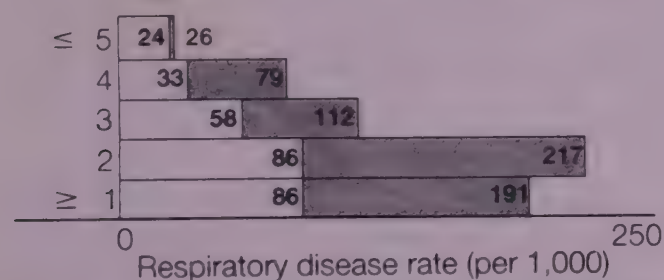 ≤ 5 24 26
4 33 79
3 58 112
2 86 217
≥ 1 86 191
0 250
Respiratory disease rate (per 1,000)